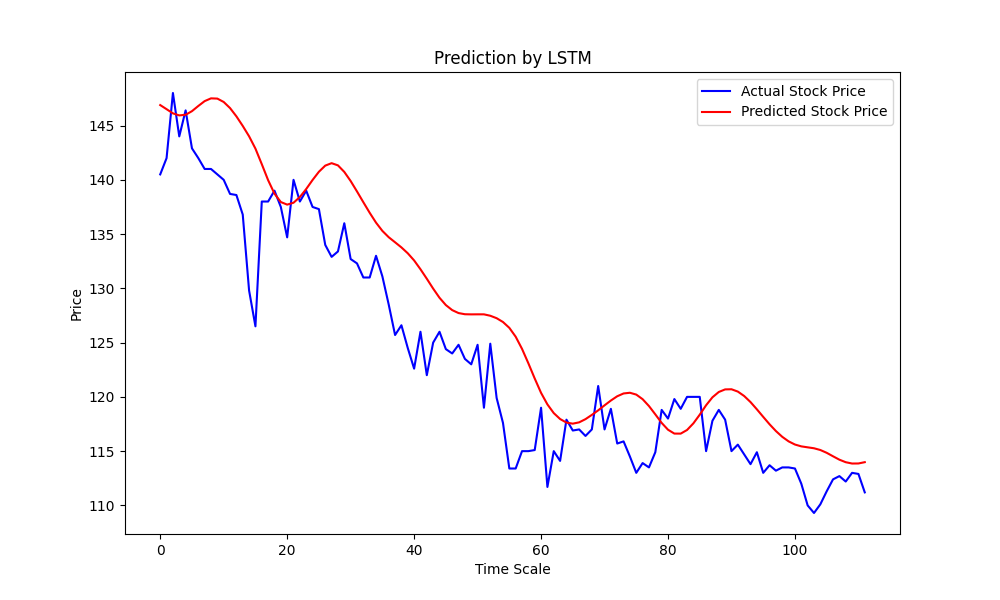 Prediction by LSTM
Actual Stock Price
Predicted Stock Price
Price
145
140
135
130
125
120
115
110
0 20 40 60 80 100
Time Scale